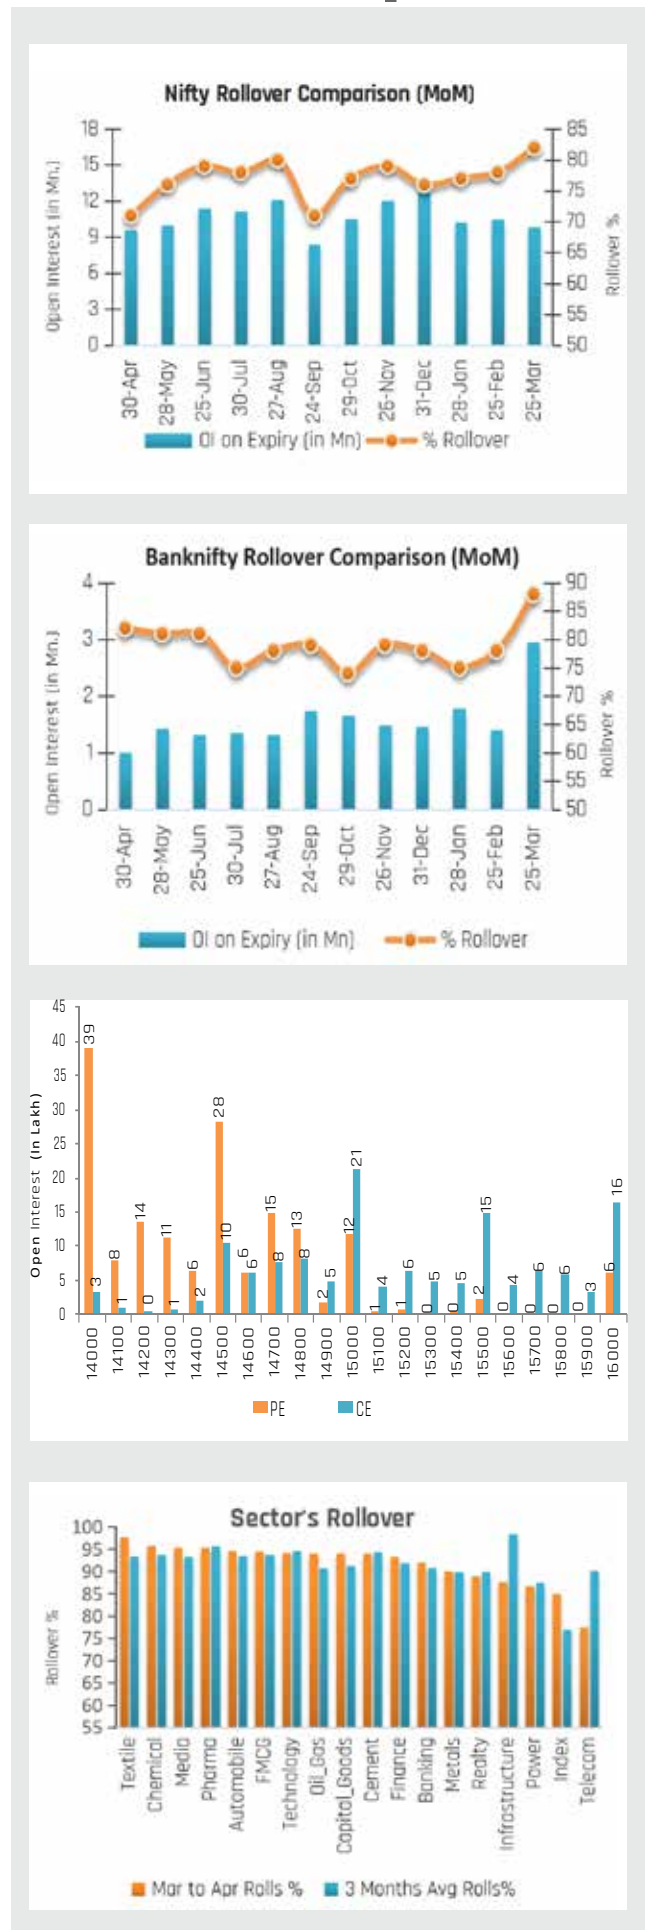 Nifty Rollover Comparison (MoM)
Open Interest (in Mn.)
18
15
12
9
6
3
0
85
80
75
70
65
60
55
50
Rollover %
30-Apr
28-May
25-Jun
30-Jul
27-Aug
24-Sep
29-Oct
26-Nov
31-Dec
28-Jan
25-Feb
25-Mar
OI on Expiry (in Mn) % Rollover
Banknifty Rollover Comparison (MoM)
Open Interest (in Mn.)
4
3
2
1
0
90
85
80
75
70
65
60
55
50
Rollover %
30-Apr
28-May
25-Jun
30-Jul
27-Aug
24-Sep
29-Oct
26-Nov
31-Dec
28-Jan
25-Feb
25-Mar
OI on Expiry (in Mn) % Rollover
Open Interest (In Lakh)
45
40
35
30
25
20
15
10
5
0
39 3
8 1
14 0
11 1
6 2
28 10
6 6
15 8
13 8
2 5
12 21
1 4
1 6
0 5
0 5
2 15
0 4
0 6
0 6
0 3
6 16
14000
14100
14200
14300
14400
14500
14600
14700
14800
14900
15000
15100
15200
15300
15400
15500
15600
15700
15800
15900
16000
PE CE
Sector's Rollover
Rollover %
100
95
90
85
80
75
70
65
60
55
Textile
Chemical
Media
Pharma
Automobile
FMCG
Technology
Oil_Gas
Capital_Goods
Cement
Finance
Banking
Metals
Realty
Infrastructure
Power
Index
Telecom
Mar to Apr Rolls % 3 Months Avg Rolls%